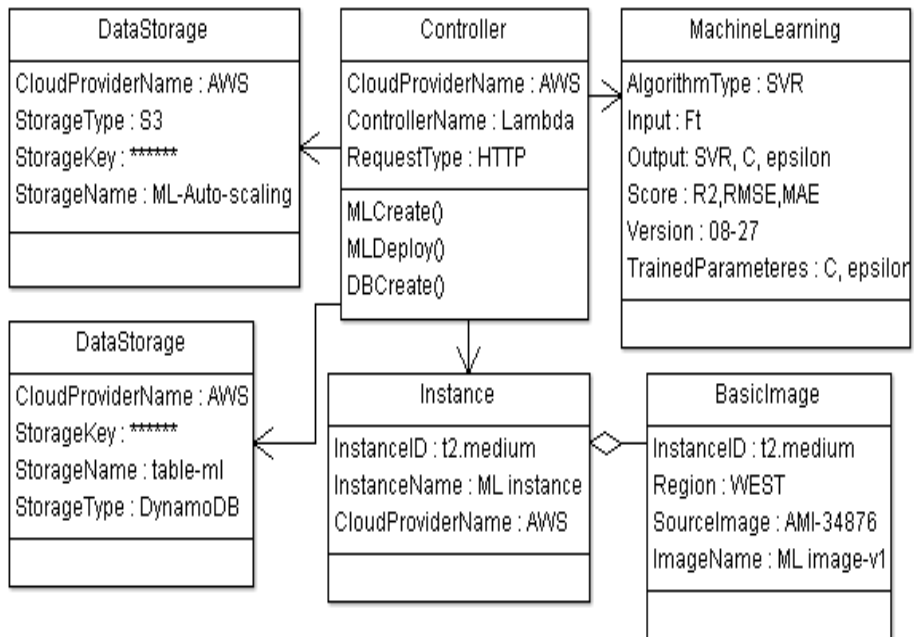 DataStorage
CloudProviderName : AWS
StorageType : S3
StorageKey : ******
StorageName : ML-Auto-scaling
Controller
CloudProviderName : AWS
ControllerName : Lambda
RequestType : HTTP
MLCreate()
MLDeploy()
DBCreate()
MachineLearning
AlgorithmType : SVR
Input : Ft
Output: SVR, C, epsilon
Score : R2,RMSE,MAE
Version : 08-27
TrainedParameteres : C, epsilon
DataStorage
CloudProviderName : AWS
StorageKey : ******
StorageName : table-ml
StorageType : DynamoDB
Instance
InstanceID : t2.medium
InstanceName : ML instance
CloudProviderName : AWS
BasicImage
InstanceID : t2.medium
Region : WEST
SourceImage : AMI-34876
ImageName : ML image-v1